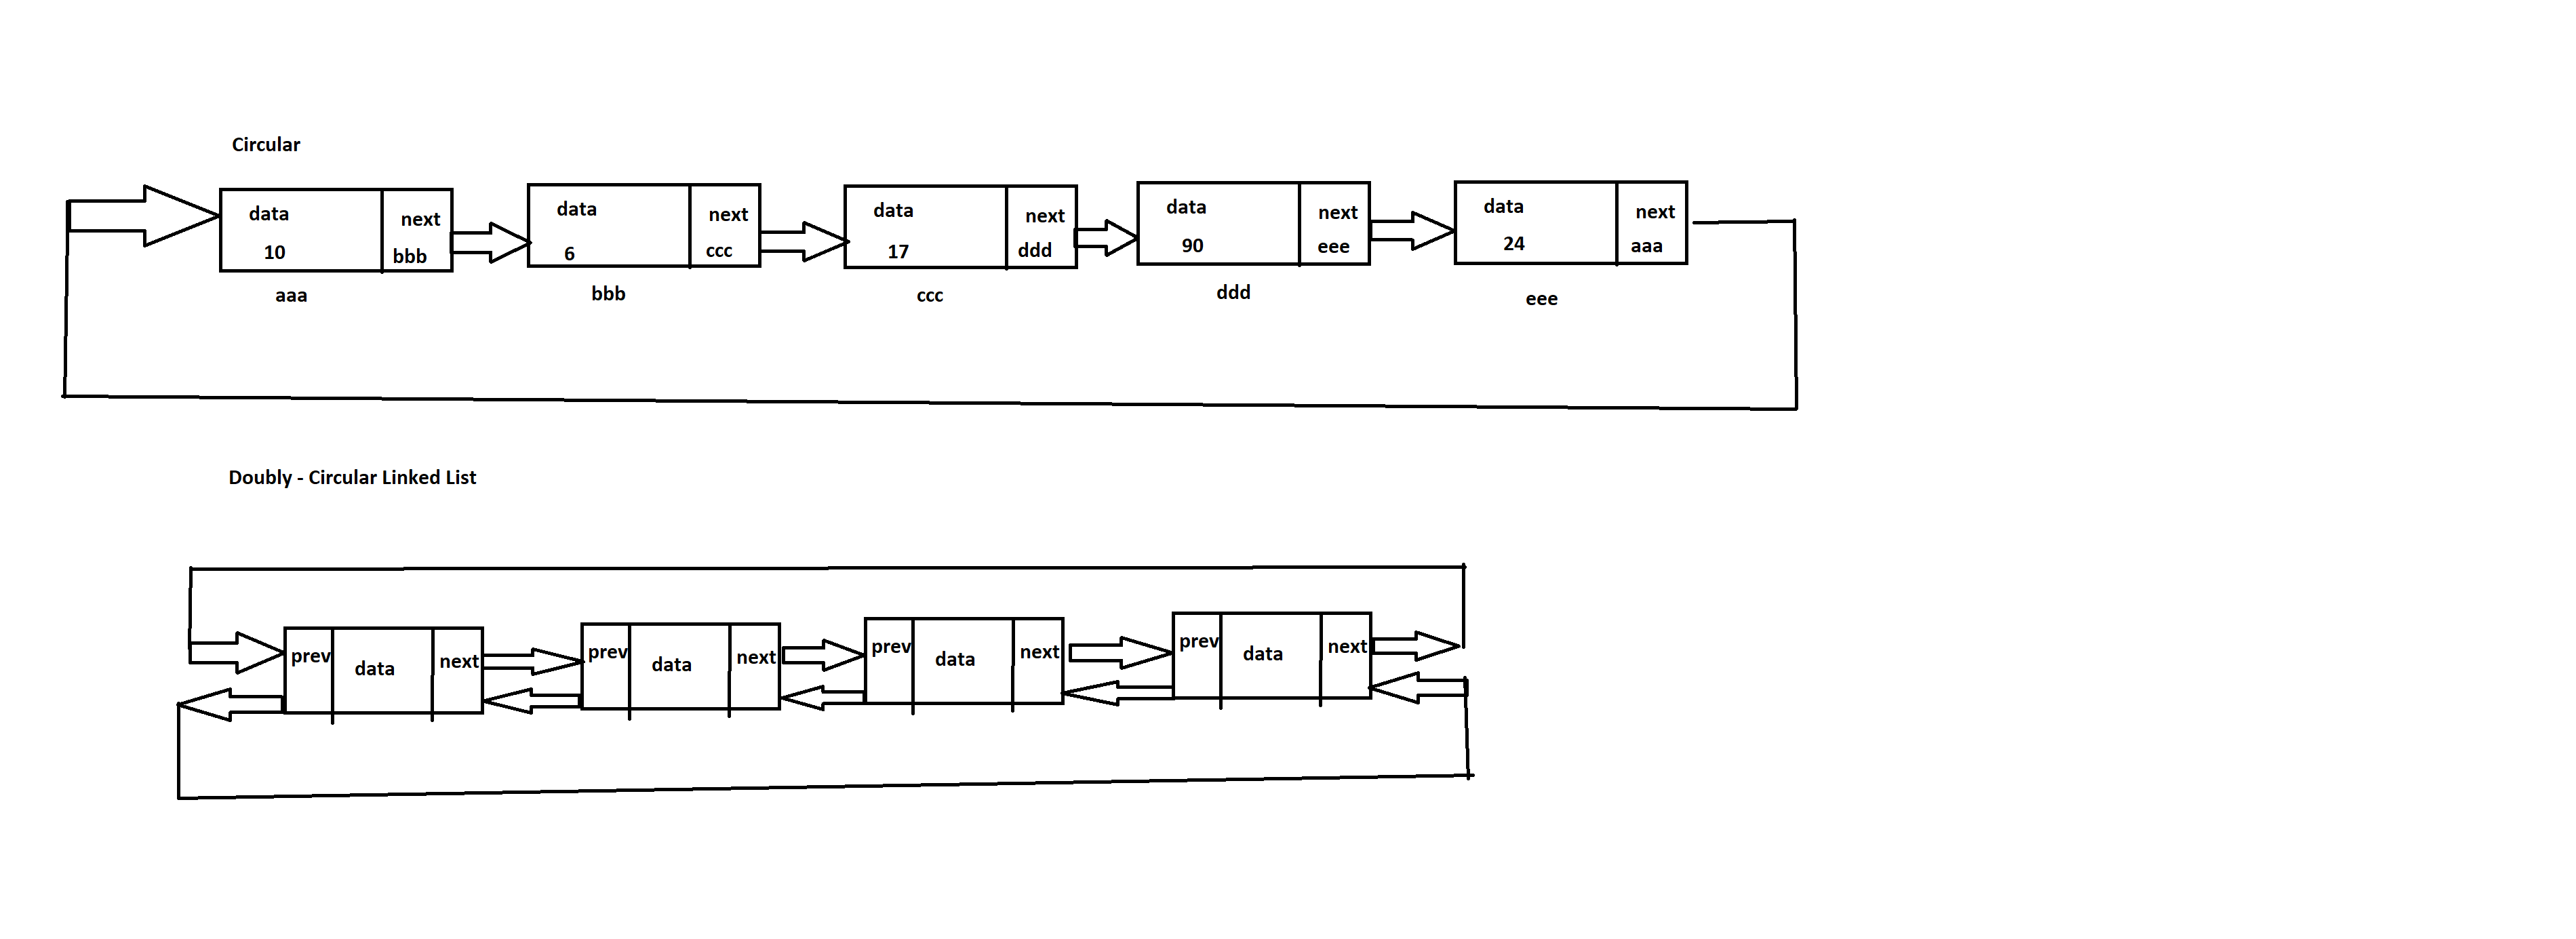 Circular
data next data next data next data next data next
10 bbb 6 ccc 17 ddd 90 eee 24 aaa
aaa bbb ccc ddd eee
Doubly - Circular Linked List
prev data next prev data next prev data next prev data next